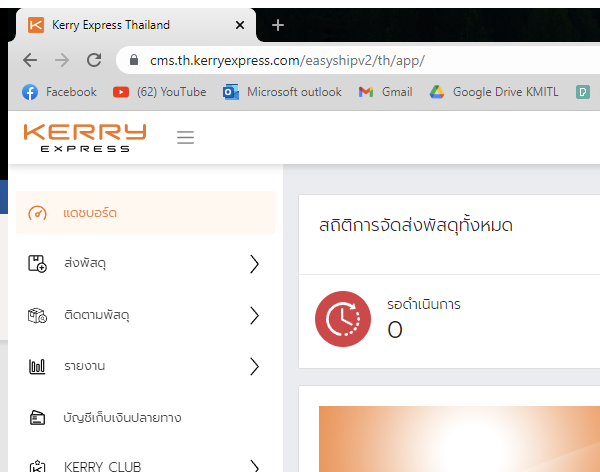 Kerry Express Thailand
cms.th.kerryexpress.com/easyshipv2/th/app/
Facebook (62) YouTube Microsoft outlook Gmail Google Drive KMITL
KERRY
EXPRESS
แดชบอร์ด
ส่งพัสดุ
ติดตามพัสดุ
รายงาน
บัญชีเก็บเงินปลายทาง
KERRY CLUB
สถิติการจัดส่งพัสดุทั้งหมด
รอดำเนินการ
0